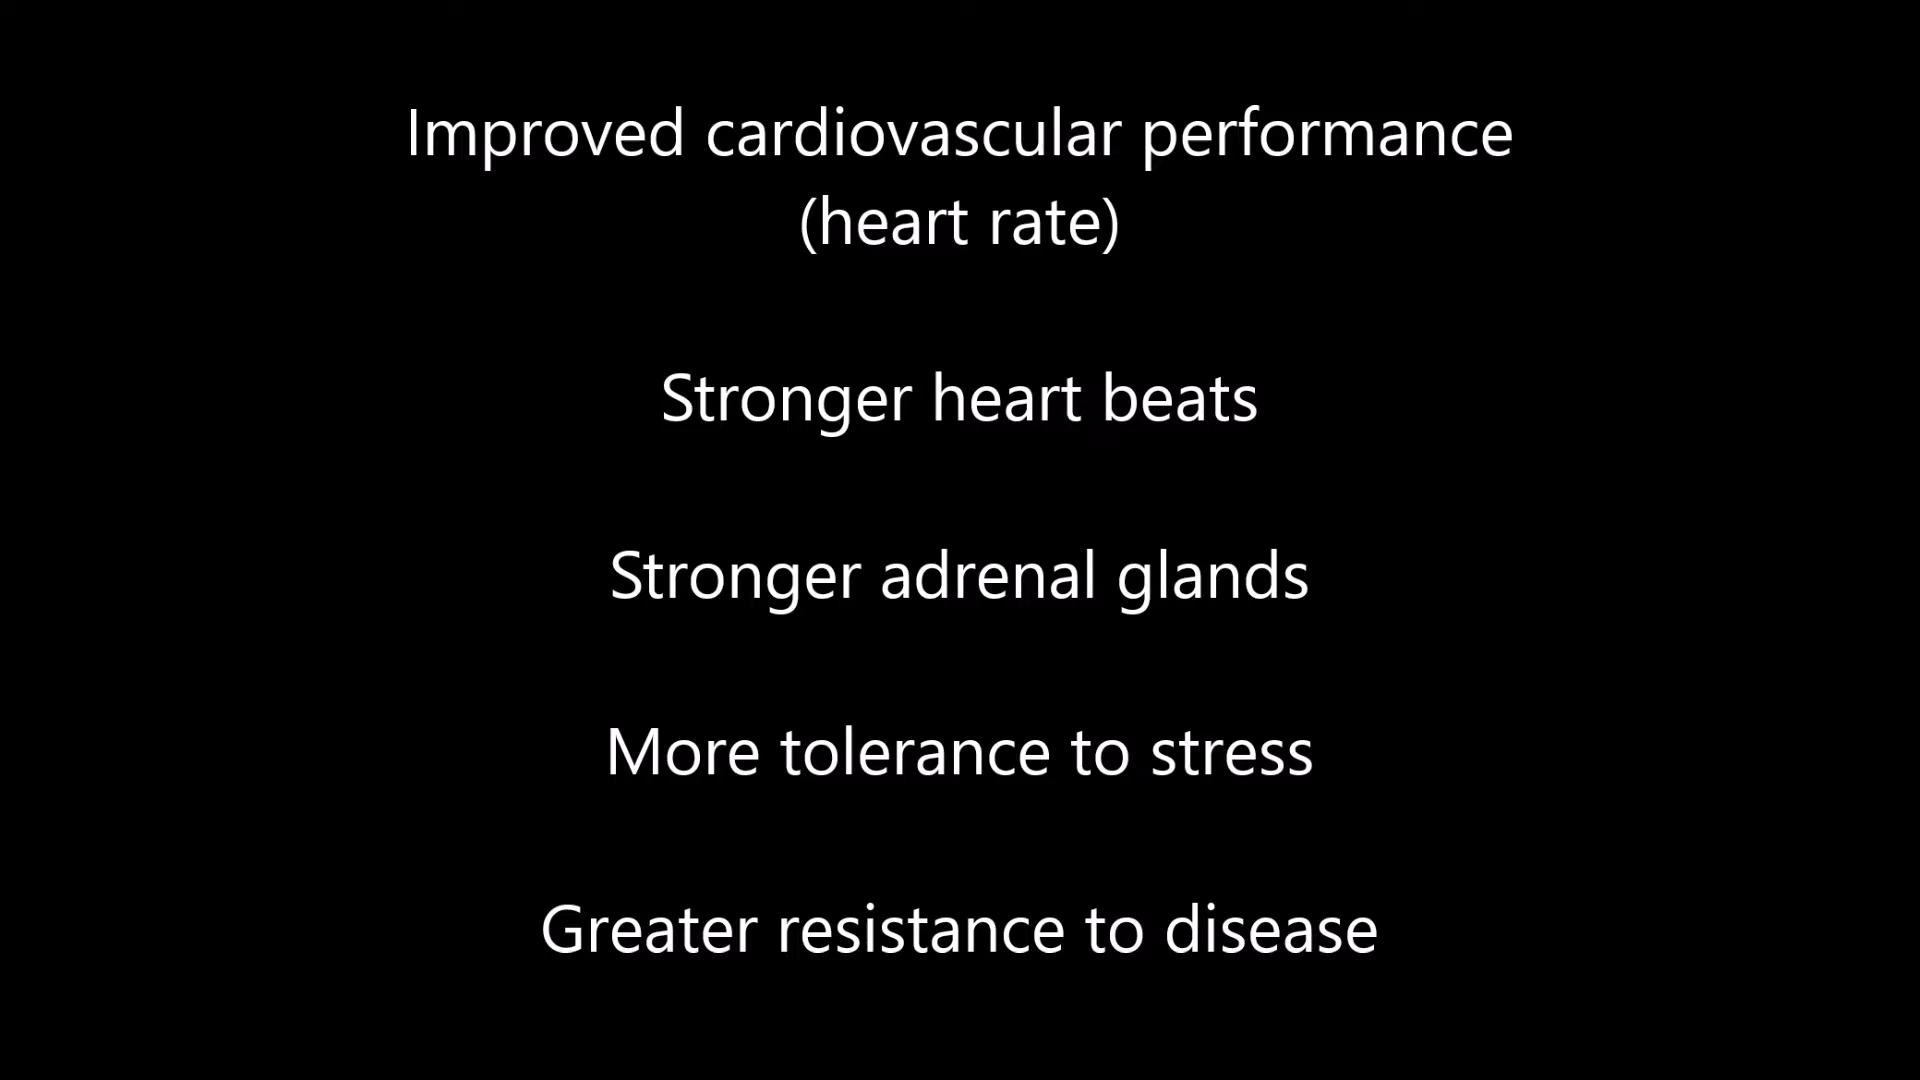 Improved cardiovascular performance
(heart rate)
Stronger heart beats
Stronger adrenal glands
More tolerance to stress
Greater resistance to disease